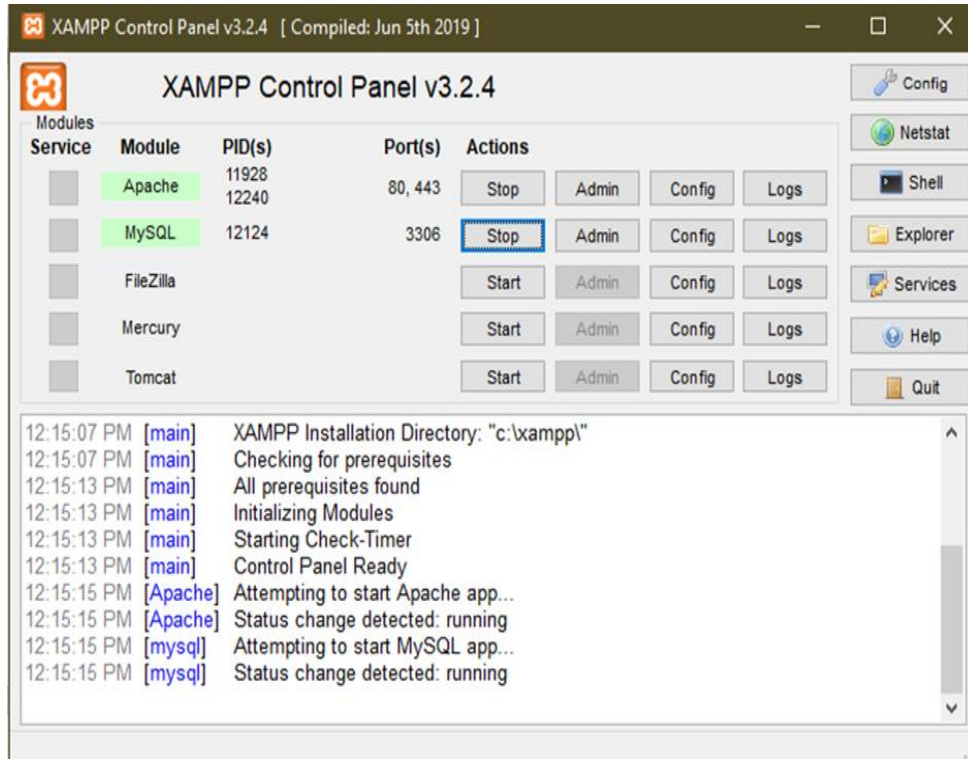 XAMPP Control Panel v3.2.4 [ Compiled: Jun 5th 2019 ]
XAMPP Control Panel v3.2.4
Config
Modules
Service Module PID(s) Port(s) Actions
Netstat
Apache 11928 12240 80, 443 Stop Admin Config Logs
Shell
MySQL 12124 3306 Stop Admin Config Logs
Explorer
FileZilla Start Admin Config Logs
Services
Mercury Start Admin Config Logs
Help
Tomcat Start Admin Config Logs
Quit
12:15:07 PM [main] XAMPP Installation Directory: "c:\xampp\"
12:15:07 PM [main] Checking for prerequisites
12:15:13 PM [main] All prerequisites found
12:15:13 PM [main] Initializing Modules
12:15:13 PM [main] Starting Check-Timer
12:15:13 PM [main] Control Panel Ready
12:15:15 PM [Apache] Attempting to start Apache app...
12:15:15 PM [Apache] Status change detected: running
12:15:15 PM [mysql] Attempting to start MySQL app...
12:15:15 PM [mysql] Status change detected: running